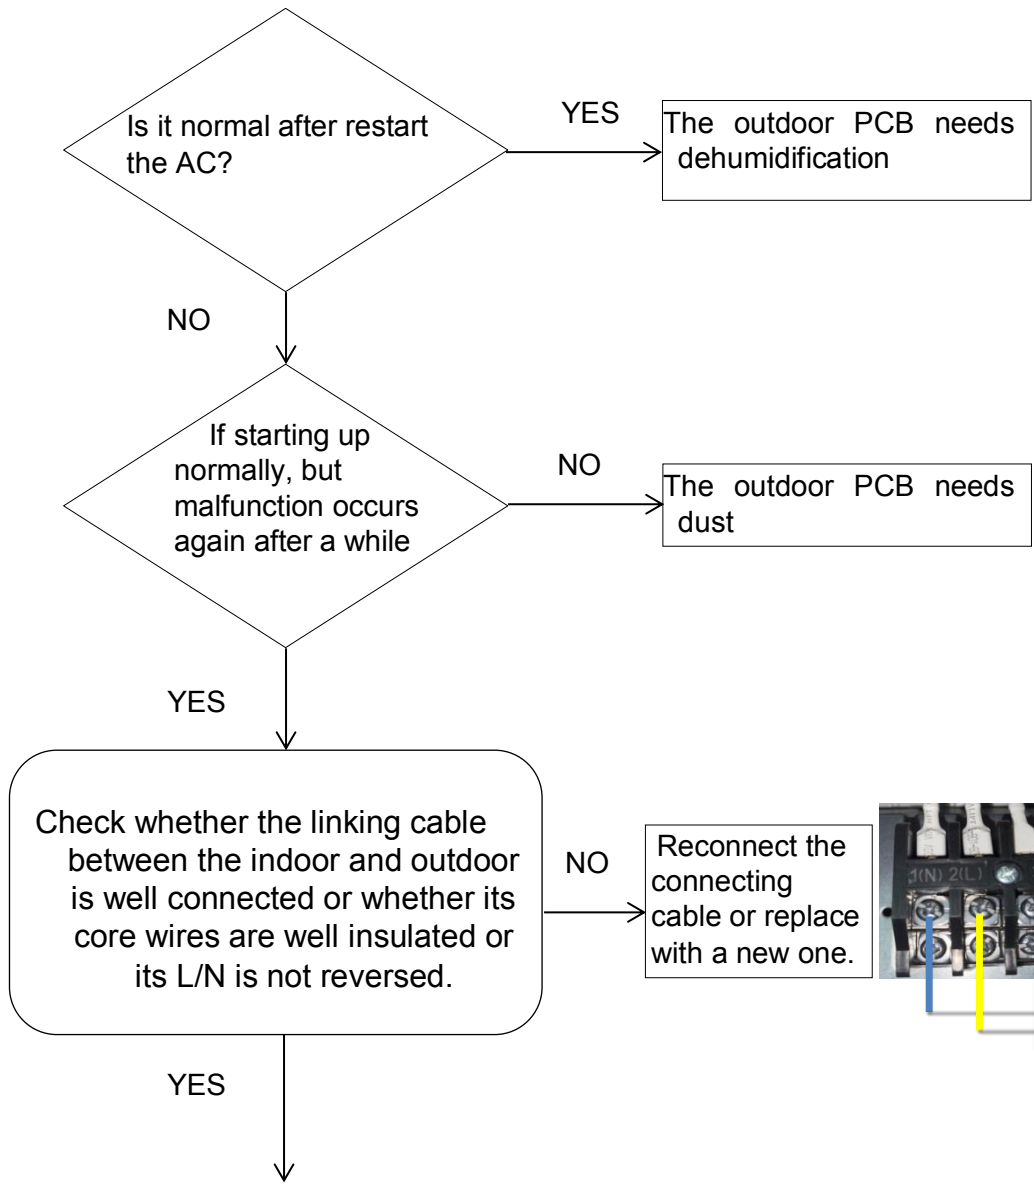 Is it normal after restart
the AC?
YES
The outdoor PCB needs
dehumidification
NO
If starting up
normally, but
malfunction occurs
again after a while
NO
The outdoor PCB needs
dust
YES
Check whether the linking cable
between the indoor and outdoor
is well connected or whether its
core wires are well insulated or
its L/N is not reversed.
NO
Reconnect the
connecting
cable or replace
with a new one.
1(N) 2(L)
YES